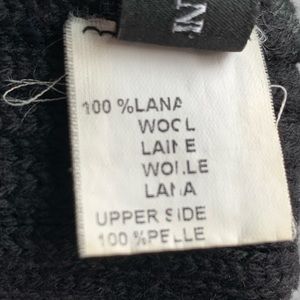 100 %LANA
WOOL
LAINE
WOLLE
LANA
UPPER SIDE
100 %PELLE